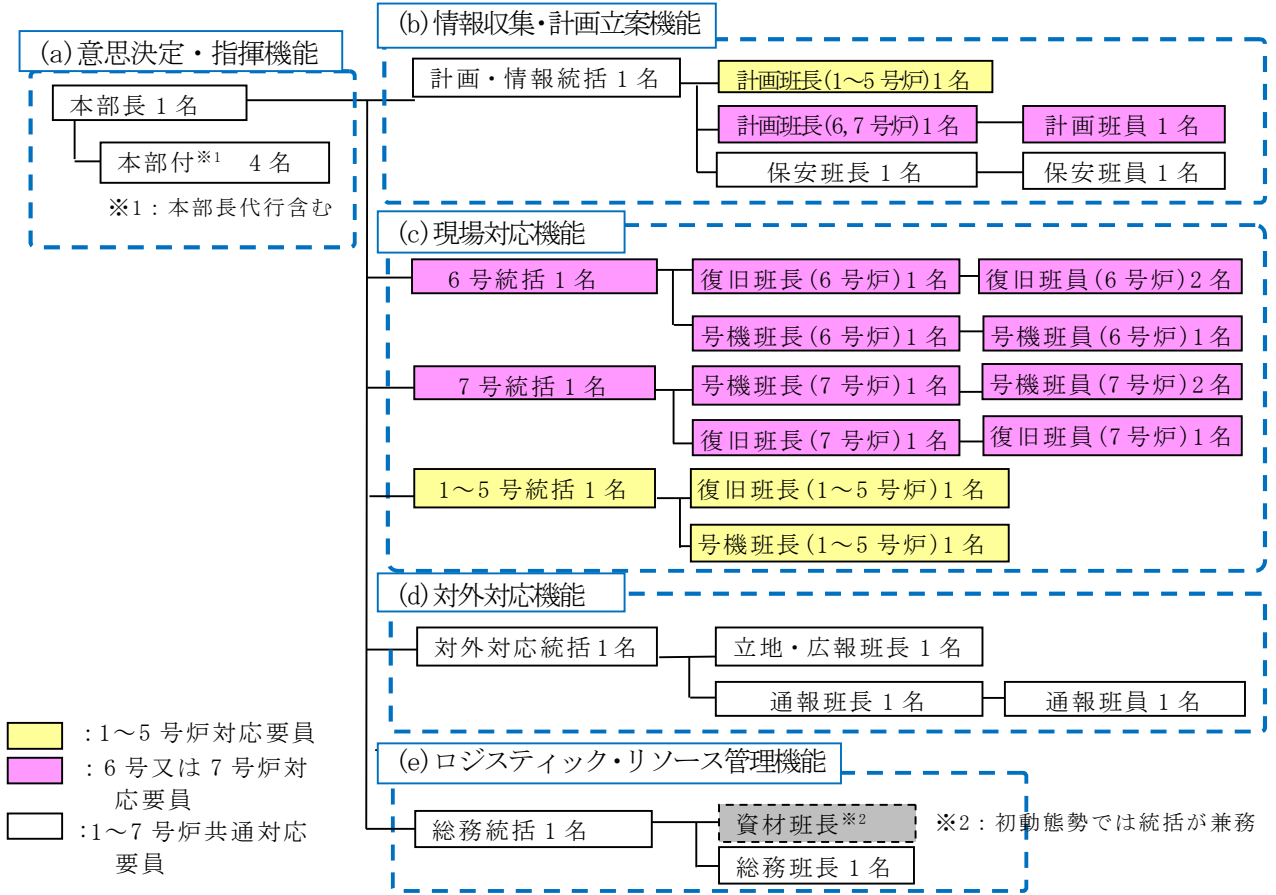 (a)意思決定・指揮機能
本部長 1 名
本部付※1 4 名
※1：本部長代行含む
(b)情報収集・計画立案機能
計画・情報統括 1 名
計画班長(1～5 号炉)1 名
計画班長(6,7 号炉)1 名
計画班員 1 名
保安班長 1 名
保安班員 1 名
(c)現場対応機能
6 号統括 1 名
復旧班長(6 号炉)1 名
復旧班員(6 号炉)2 名
号機班長(6 号炉)1 名
号機班員(6 号炉)1 名
7 号統括 1 名
号機班長(7 号炉)1 名
号機班員(7 号炉)2 名
復旧班長(7 号炉)1 名
復旧班員(7 号炉)1 名
1～5 号統括 1 名
復旧班長(1～5 号炉)1 名
号機班長(1～5 号炉)1 名
(d)対外対応機能
対外対応統括 1 名
立地・広報班長 1 名
通報班長 1 名
通報班員 1 名
(e)ロジスティック・リソース管理機能
総務統括 1 名
資材班長※2
※2：初動態勢では統括が兼務
総務班長 1 名
：1～5 号炉対応要員
：6 号又は 7 号炉対
応要員
：1～7 号炉共通対応
要員